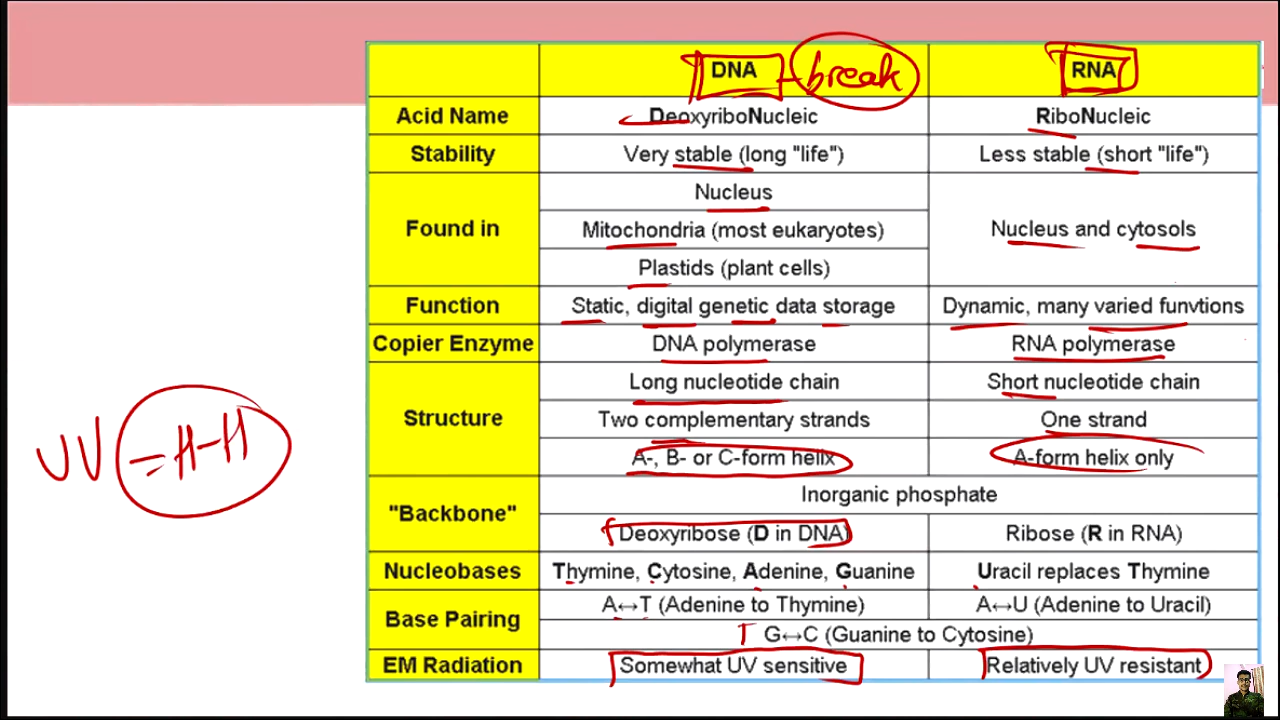 DNA - break RNA
Acid Name DeoxyriboNucleic RiboNucleic
Stability Very stable (long "life") Less stable (short "life")
Found in
Nucleus
Mitochondria (most eukaryotes)
Plastids (plant cells)
Nucleus and cytosols
Function Static, digital genetic data storage Dynamic, many varied funvtions
Copier Enzyme DNA polymerase RNA polymerase
Structure
Long nucleotide chain Short nucleotide chain
Two complementary strands One strand
A-, B- or C-form helix A-form helix only
"Backbone"
Inorganic phosphate
Deoxyribose (D in DNA) Ribose (R in RNA)
Nucleobases Thymine, Cytosine, Adenine, Guanine Uracil replaces Thymine
Base Pairing
A↔T (Adenine to Thymine) A↔U (Adenine to Uracil)
G↔C (Guanine to Cytosine)
EM Radiation Somewhat UV sensitive Relatively UV resistant
UV = H-H